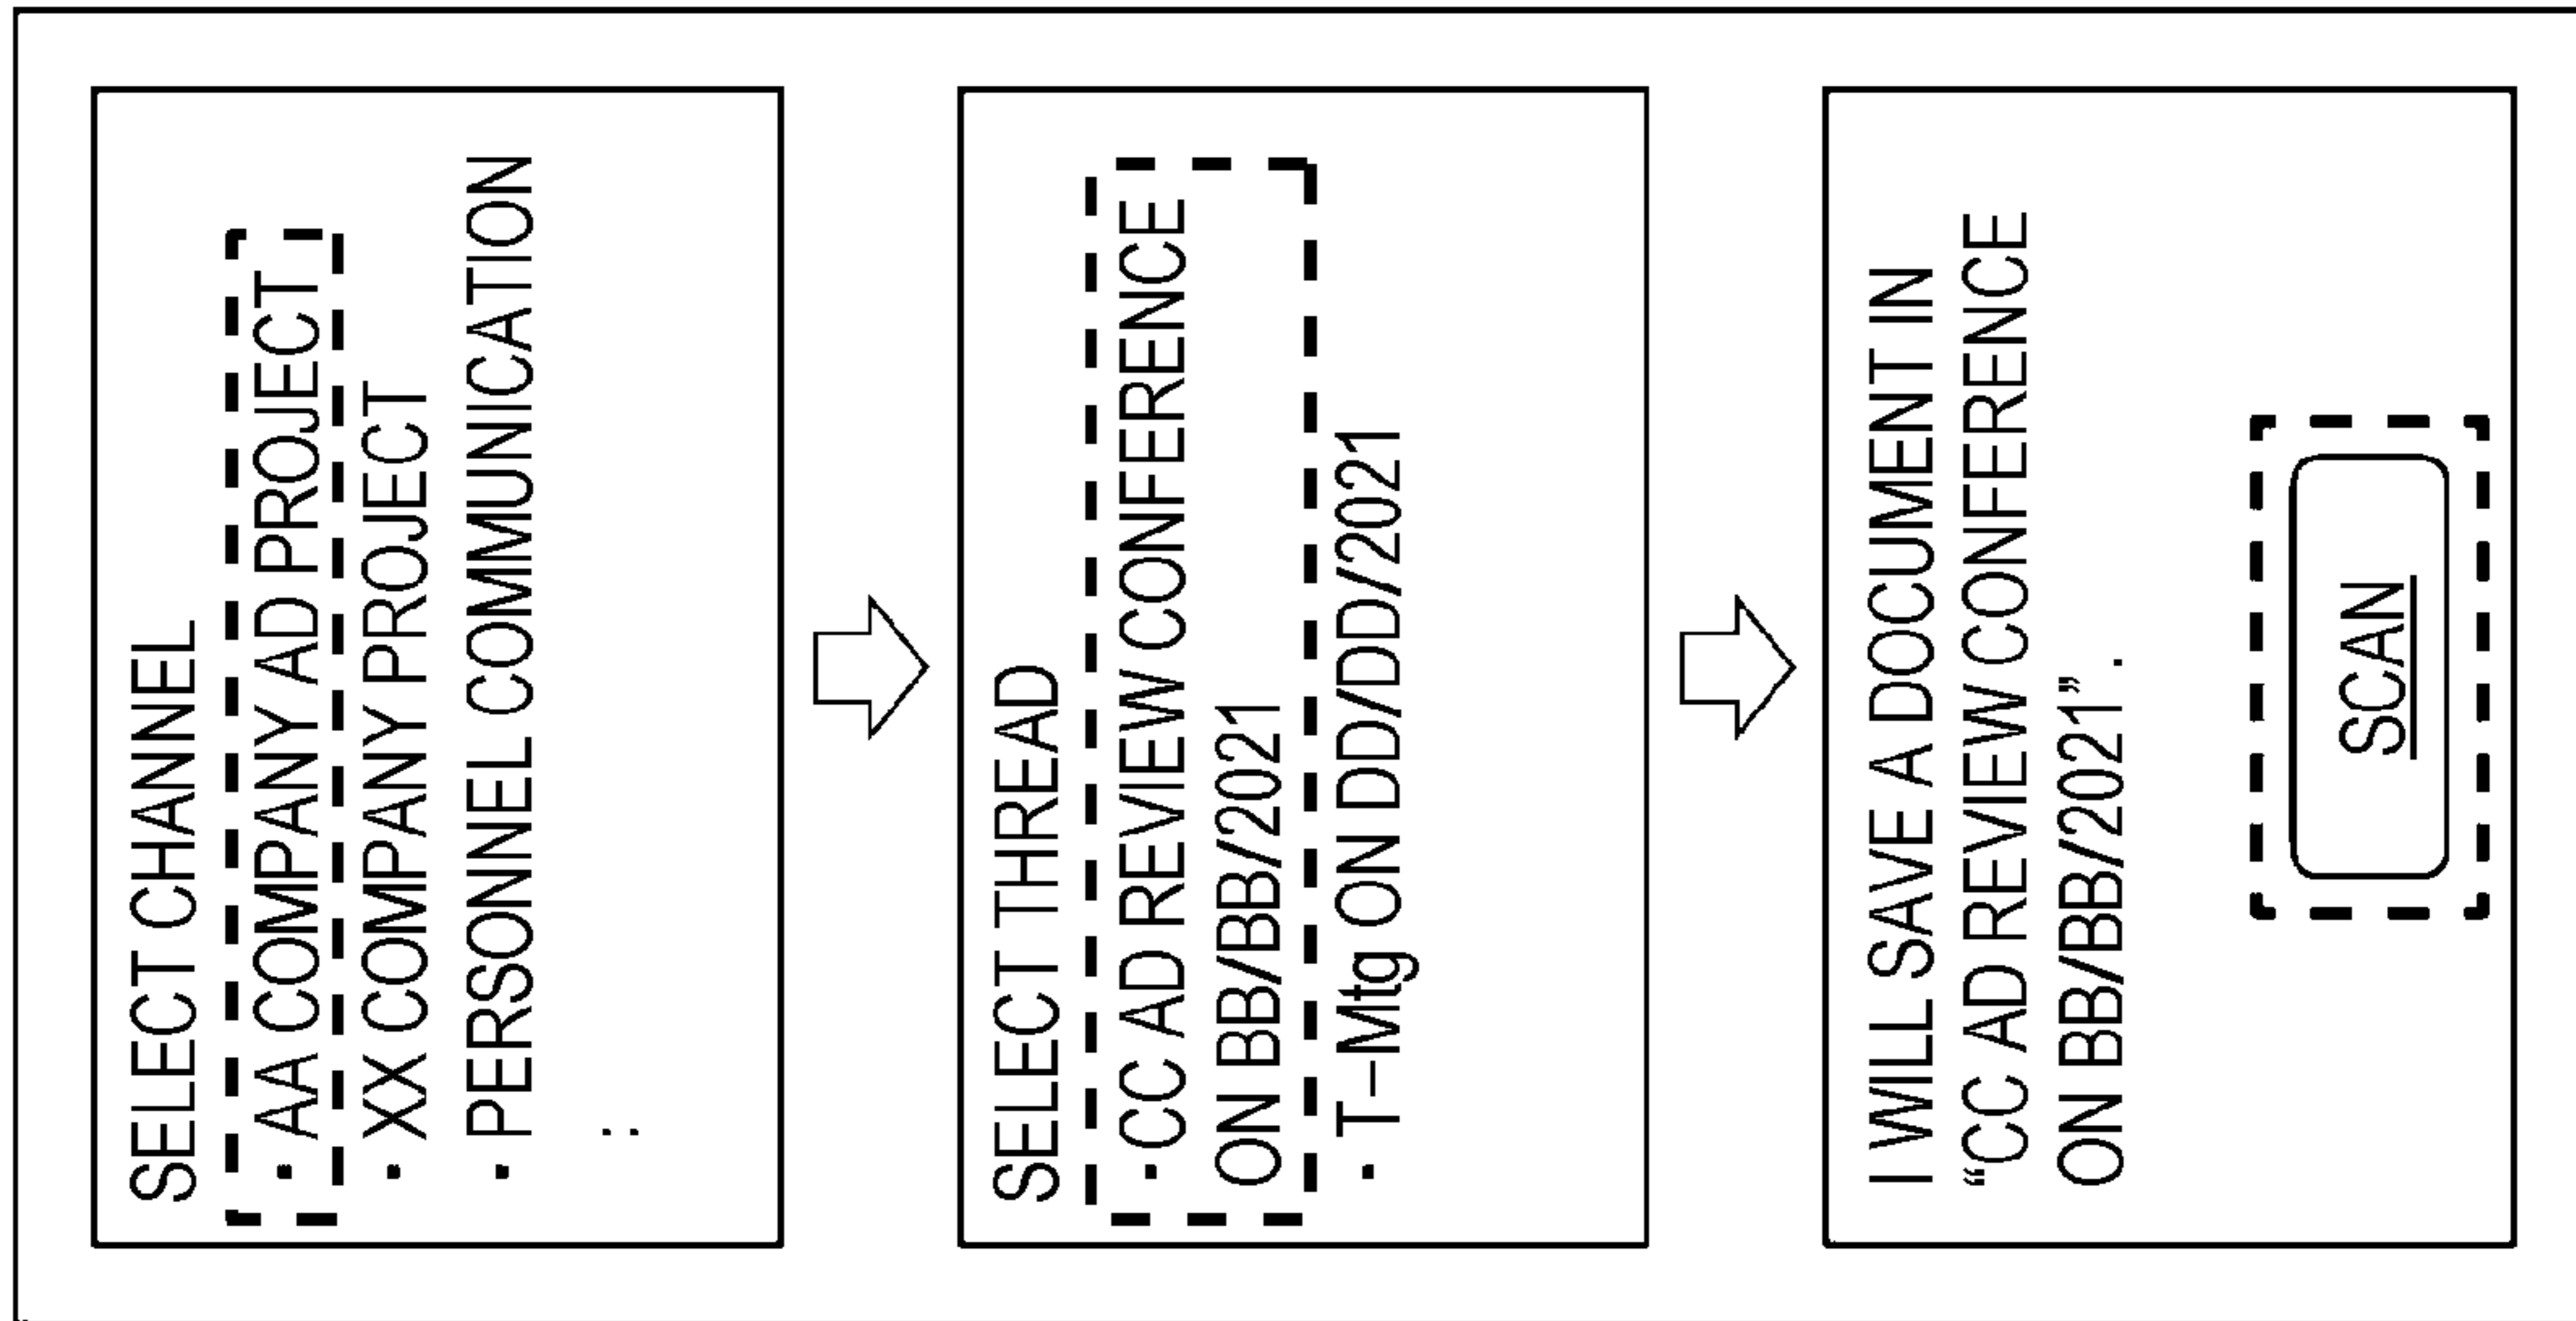 SELECT CHANNEL
· AA COMPANY AD PROJECT
· XX COMPANY PROJECT
· PERSONNEL COMMUNICATION
:
SELECT THREAD
· CC AD REVIEW CONFERENCE
ON BB/BB/2021
· T-Mtg ON DD/DD/2021
I WILL SAVE A DOCUMENT IN
“CC AD REVIEW CONFERENCE
ON BB/BB/2021”.
SCAN